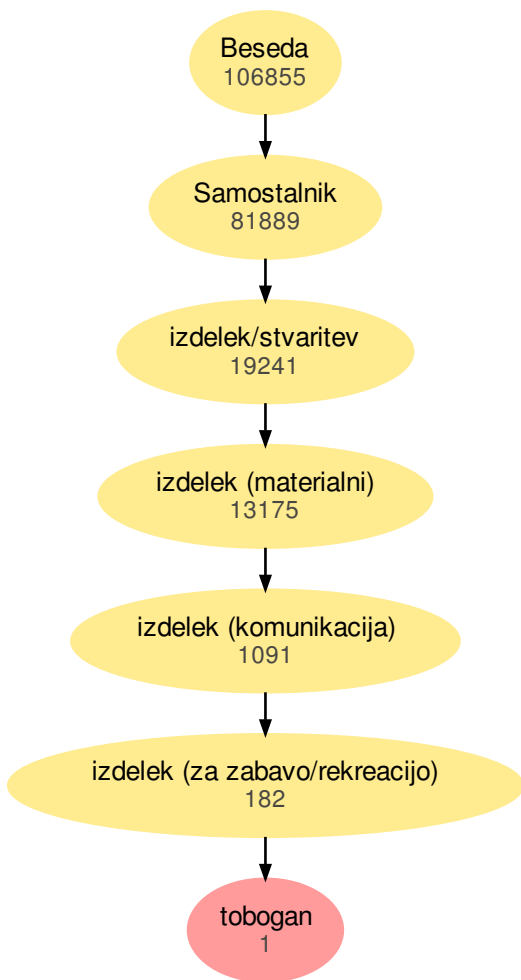 Beseda
106855
Samostalnik
81889
izdelek/stvaritev
19241
izdelek (materialni)
13175
izdelek (komunikacija)
1091
izdelek (za zabavo/rekreacijo)
182
tobogan
1